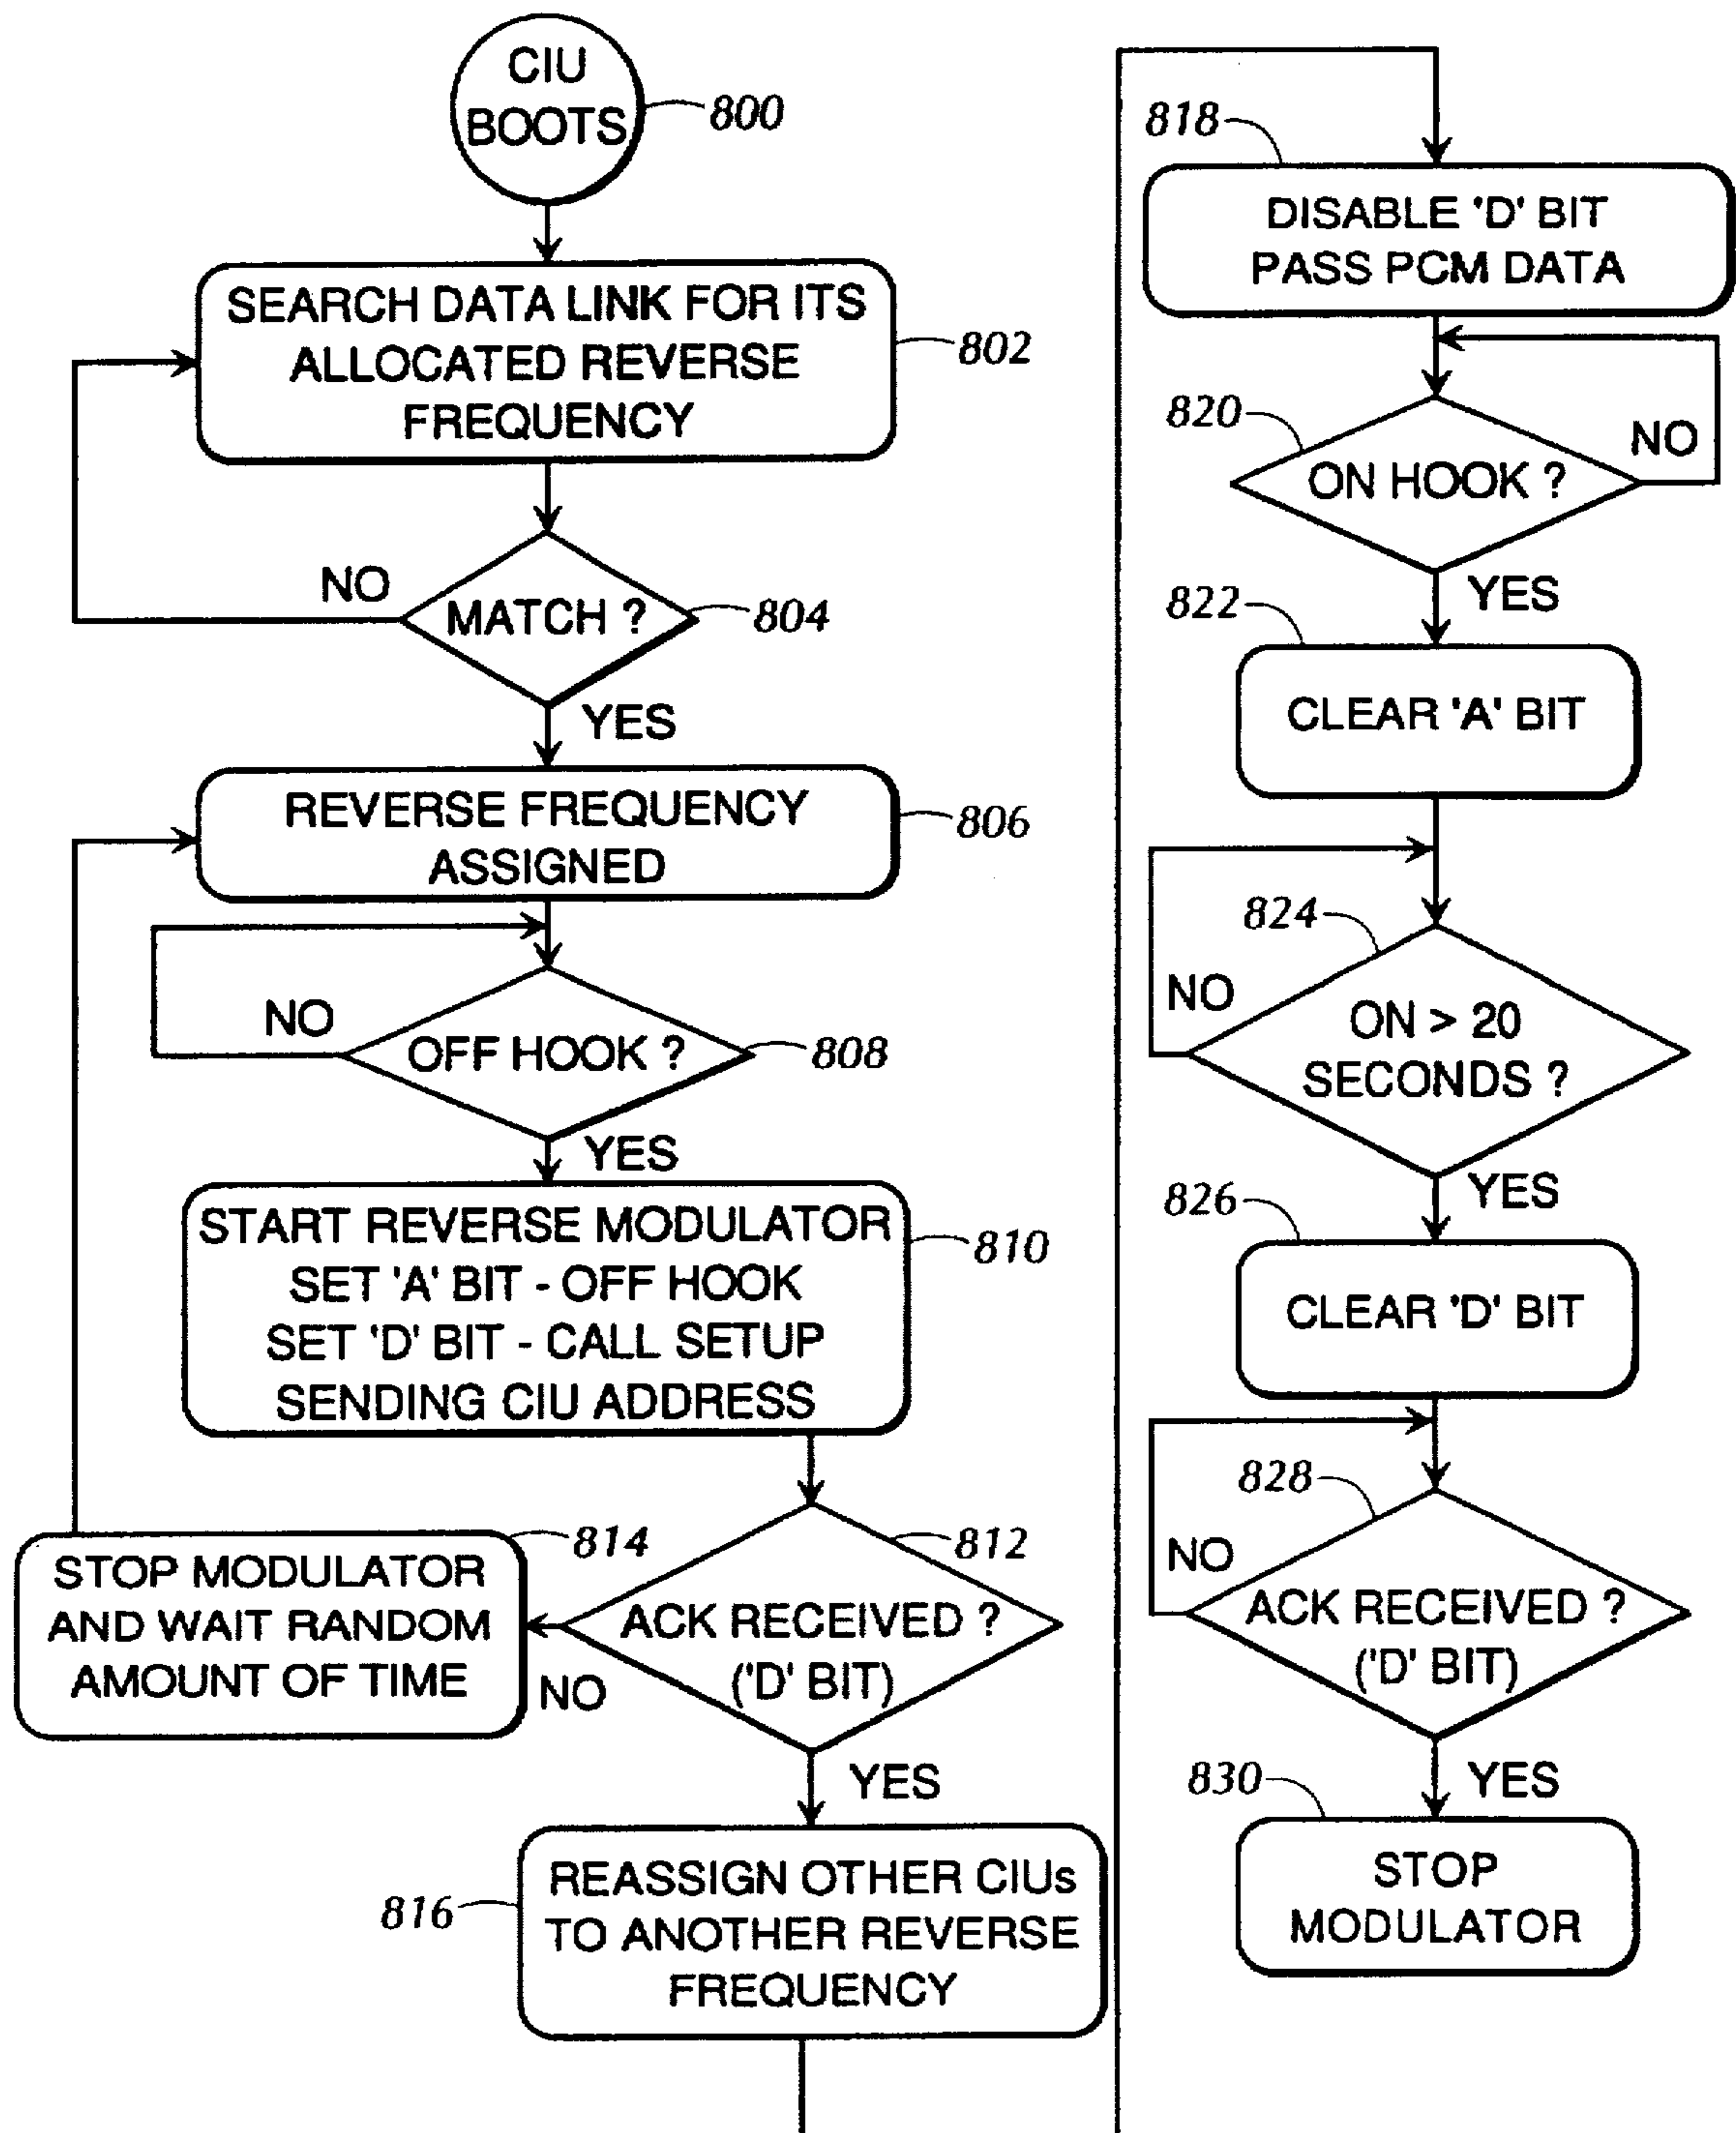 CIU
BOOTS
800
SEARCH DATA LINK FOR ITS
ALLOCATED REVERSE
FREQUENCY
802
NO
MATCH ?
804
YES
REVERSE FREQUENCY
ASSIGNED
806
NO
OFF HOOK ?
808
YES
START REVERSE MODULATOR
SET 'A' BIT - OFF HOOK
SET 'D' BIT - CALL SETUP
SENDING CIU ADDRESS
810
814
STOP MODULATOR
AND WAIT RANDOM
AMOUNT OF TIME
812
ACK RECEIVED ?
('D' BIT)
NO
YES
816
REASSIGN OTHER CIUs
TO ANOTHER REVERSE
FREQUENCY
818
DISABLE 'D' BIT
PASS PCM DATA
820
NO
ON HOOK ?
YES
822
CLEAR 'A' BIT
824
NO
ON > 20
SECONDS ?
YES
826
CLEAR 'D' BIT
828
NO
ACK RECEIVED ?
('D' BIT)
YES
830
STOP
MODULATOR